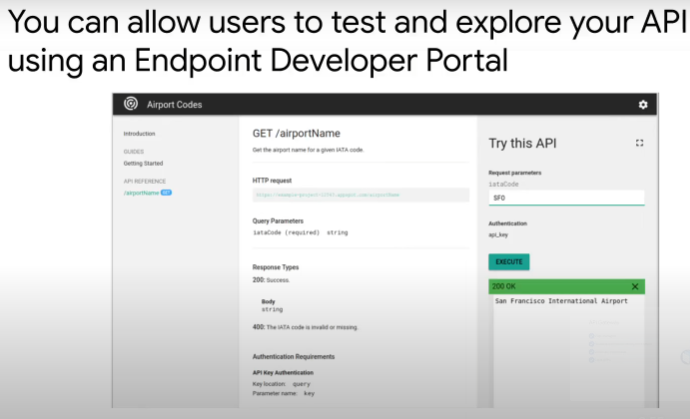 You can allow users to test and explore your API
using an Endpoint Developer Portal
Airport Codes
Introduction
GUIDES
Getting Started
API REFERENCE
/airportName GET
GET /airportName
Get the airport name for a given IATA code.
HTTP request
Query Parameters
iataCode (required) string
Response Types
200: Success.
Body
string
400: The IATA code is invalid or missing.
Authentication Requirements
API Key Authentication
Key location: query
Parameter name: key
Try this API
Request parameters
iataCode
SFO
Authentication
api_key
EXECUTE
200 OK
San Francisco International Airport